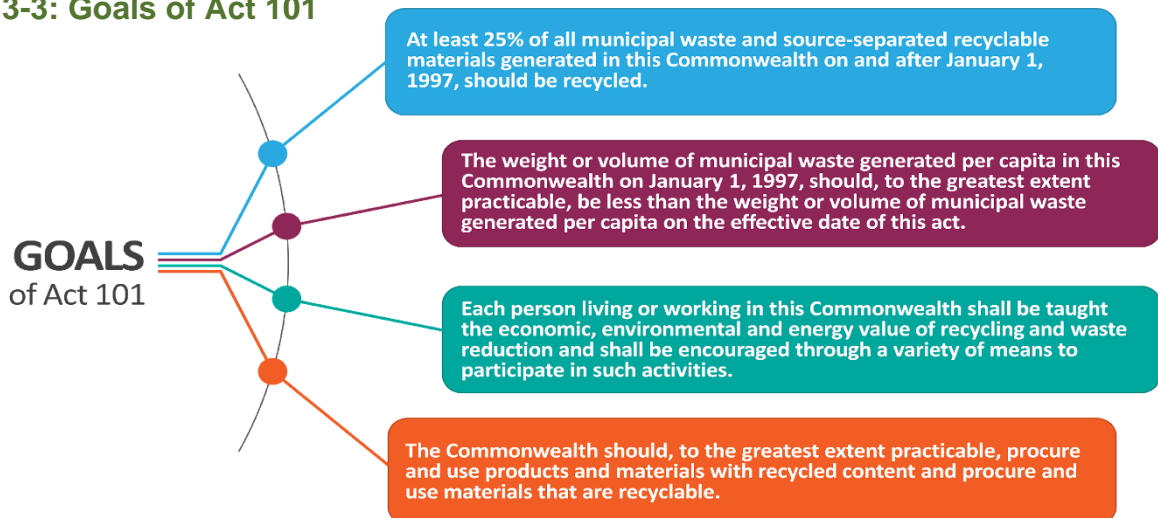 3-3: Goals of Act 101
At least 25% of all municipal waste and source-separated recyclable
materials generated in this Commonwealth on and after January 1,
1997, should be recycled.
The weight or volume of municipal waste generated per capita in this
Commonwealth on January 1, 1997, should, to the greatest extent
practicable, be less than the weight or volume of municipal waste
generated per capita on the effective date of this act.
GOALS
of Act 101
Each person living or working in this Commonwealth shall be taught
the economic, environmental and energy value of recycling and waste
reduction and shall be encouraged through a variety of means to
participate in such activities.
The Commonwealth should, to the greatest extent practicable, procure
and use products and materials with recycled content and procure and
use materials that are recyclable.